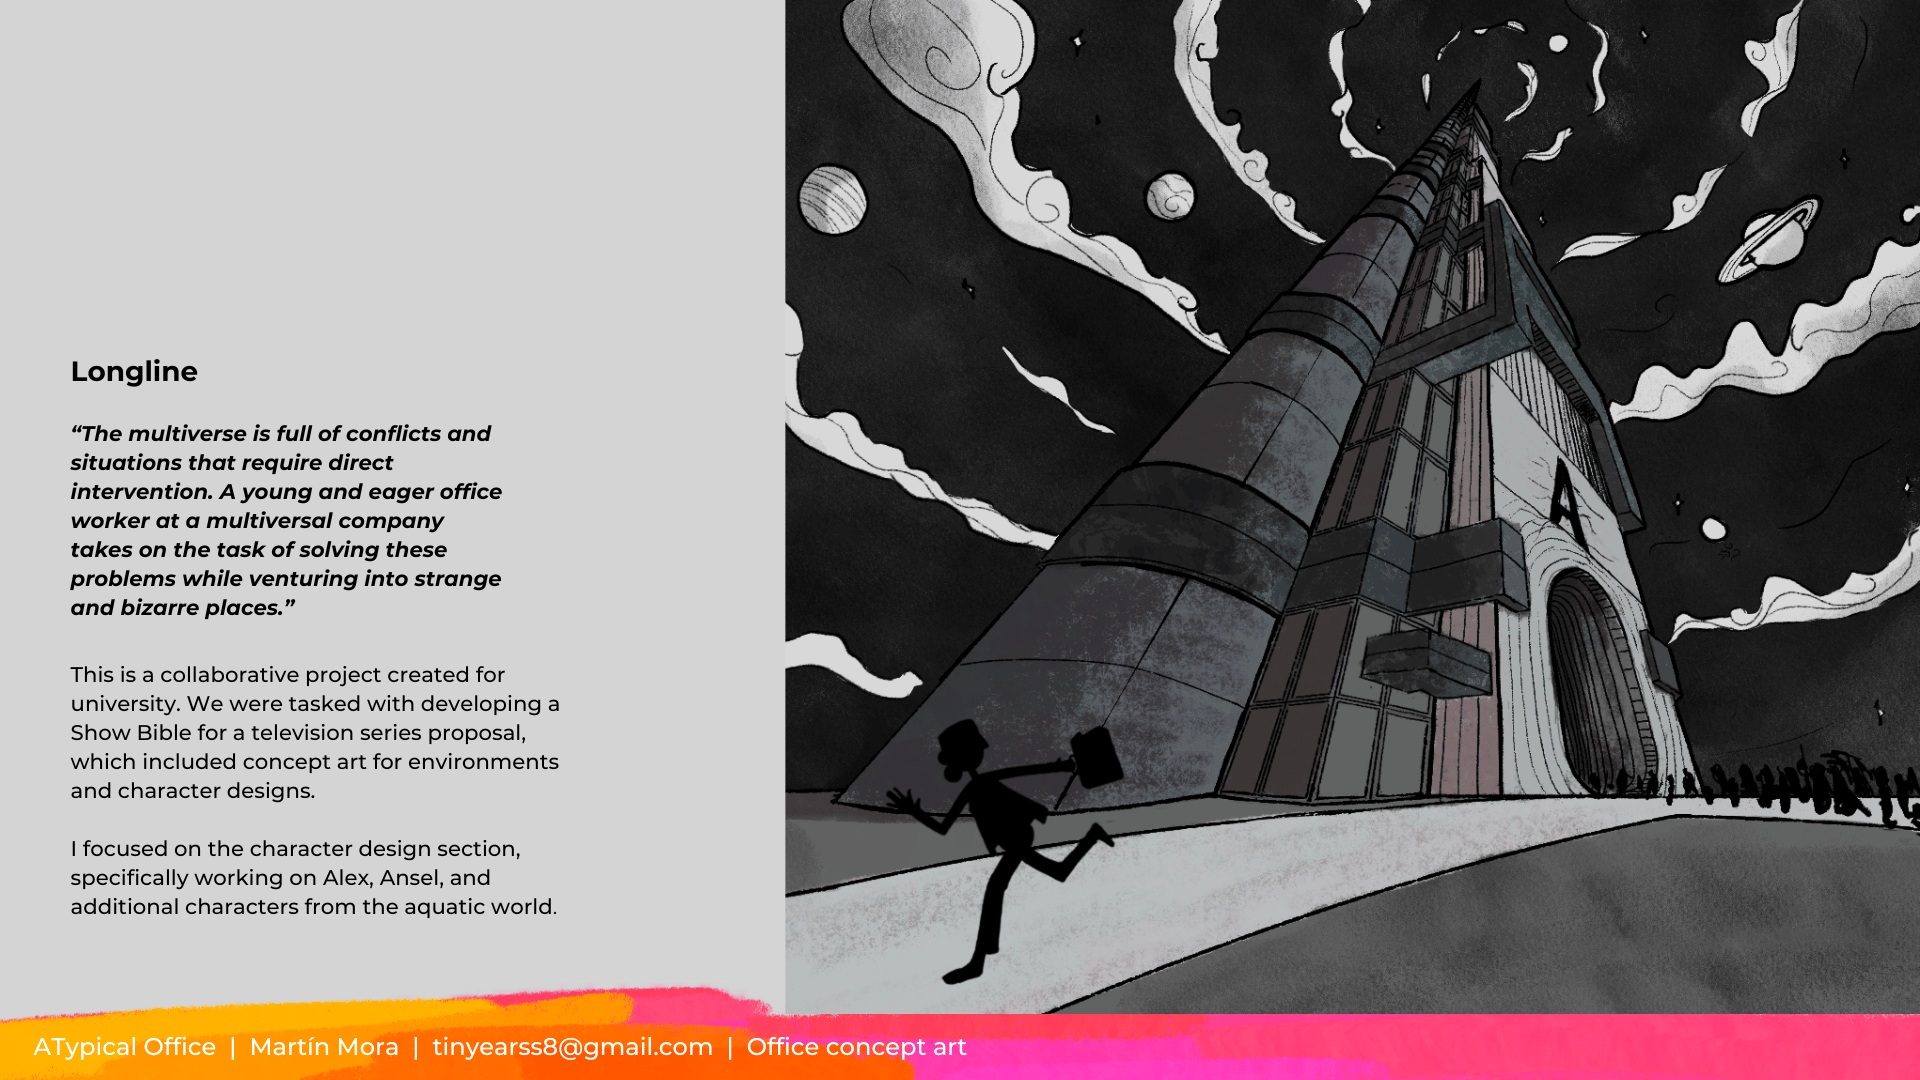 Longline
“The multiverse is full of conflicts and
situations that require direct
intervention. A young and eager office
worker at a multiversal company
takes on the task of solving these
problems while venturing into strange
and bizarre places.”
This is a collaborative project created for
university. We were tasked with developing a
Show Bible for a television series proposal,
which included concept art for environments
and character designs.
I focused on the character design section,
specifically working on Alex, Ansel, and
additional characters from the aquatic world.
A
ATypical Office | Martín Mora | tinyearss8@gmail.com | Office concept art